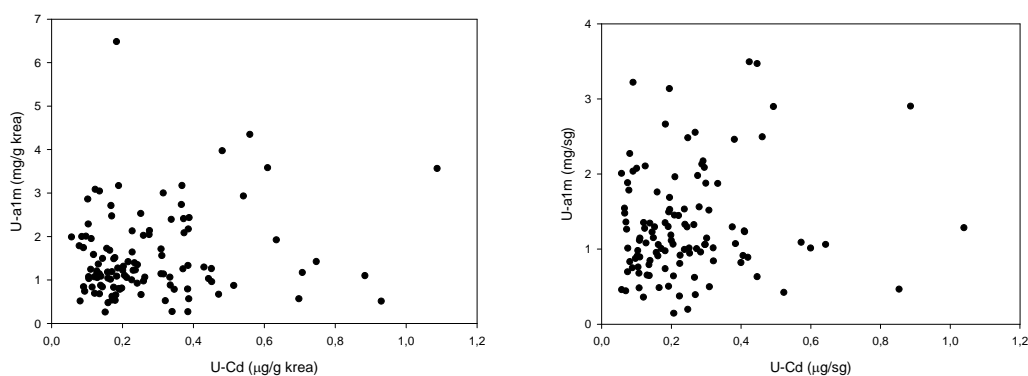 7
6
5
4
3
2
1
0
U-a1m (mg/g krea)
0,0 0,2 0,4 0,6 0,8 1,0 1,2
U-Cd (µg/g krea)
4
3
2
1
0
U-a1m (mg/sg)
0,0 0,2 0,4 0,6 0,8 1,0 1,2
U-Cd (µg/sg)